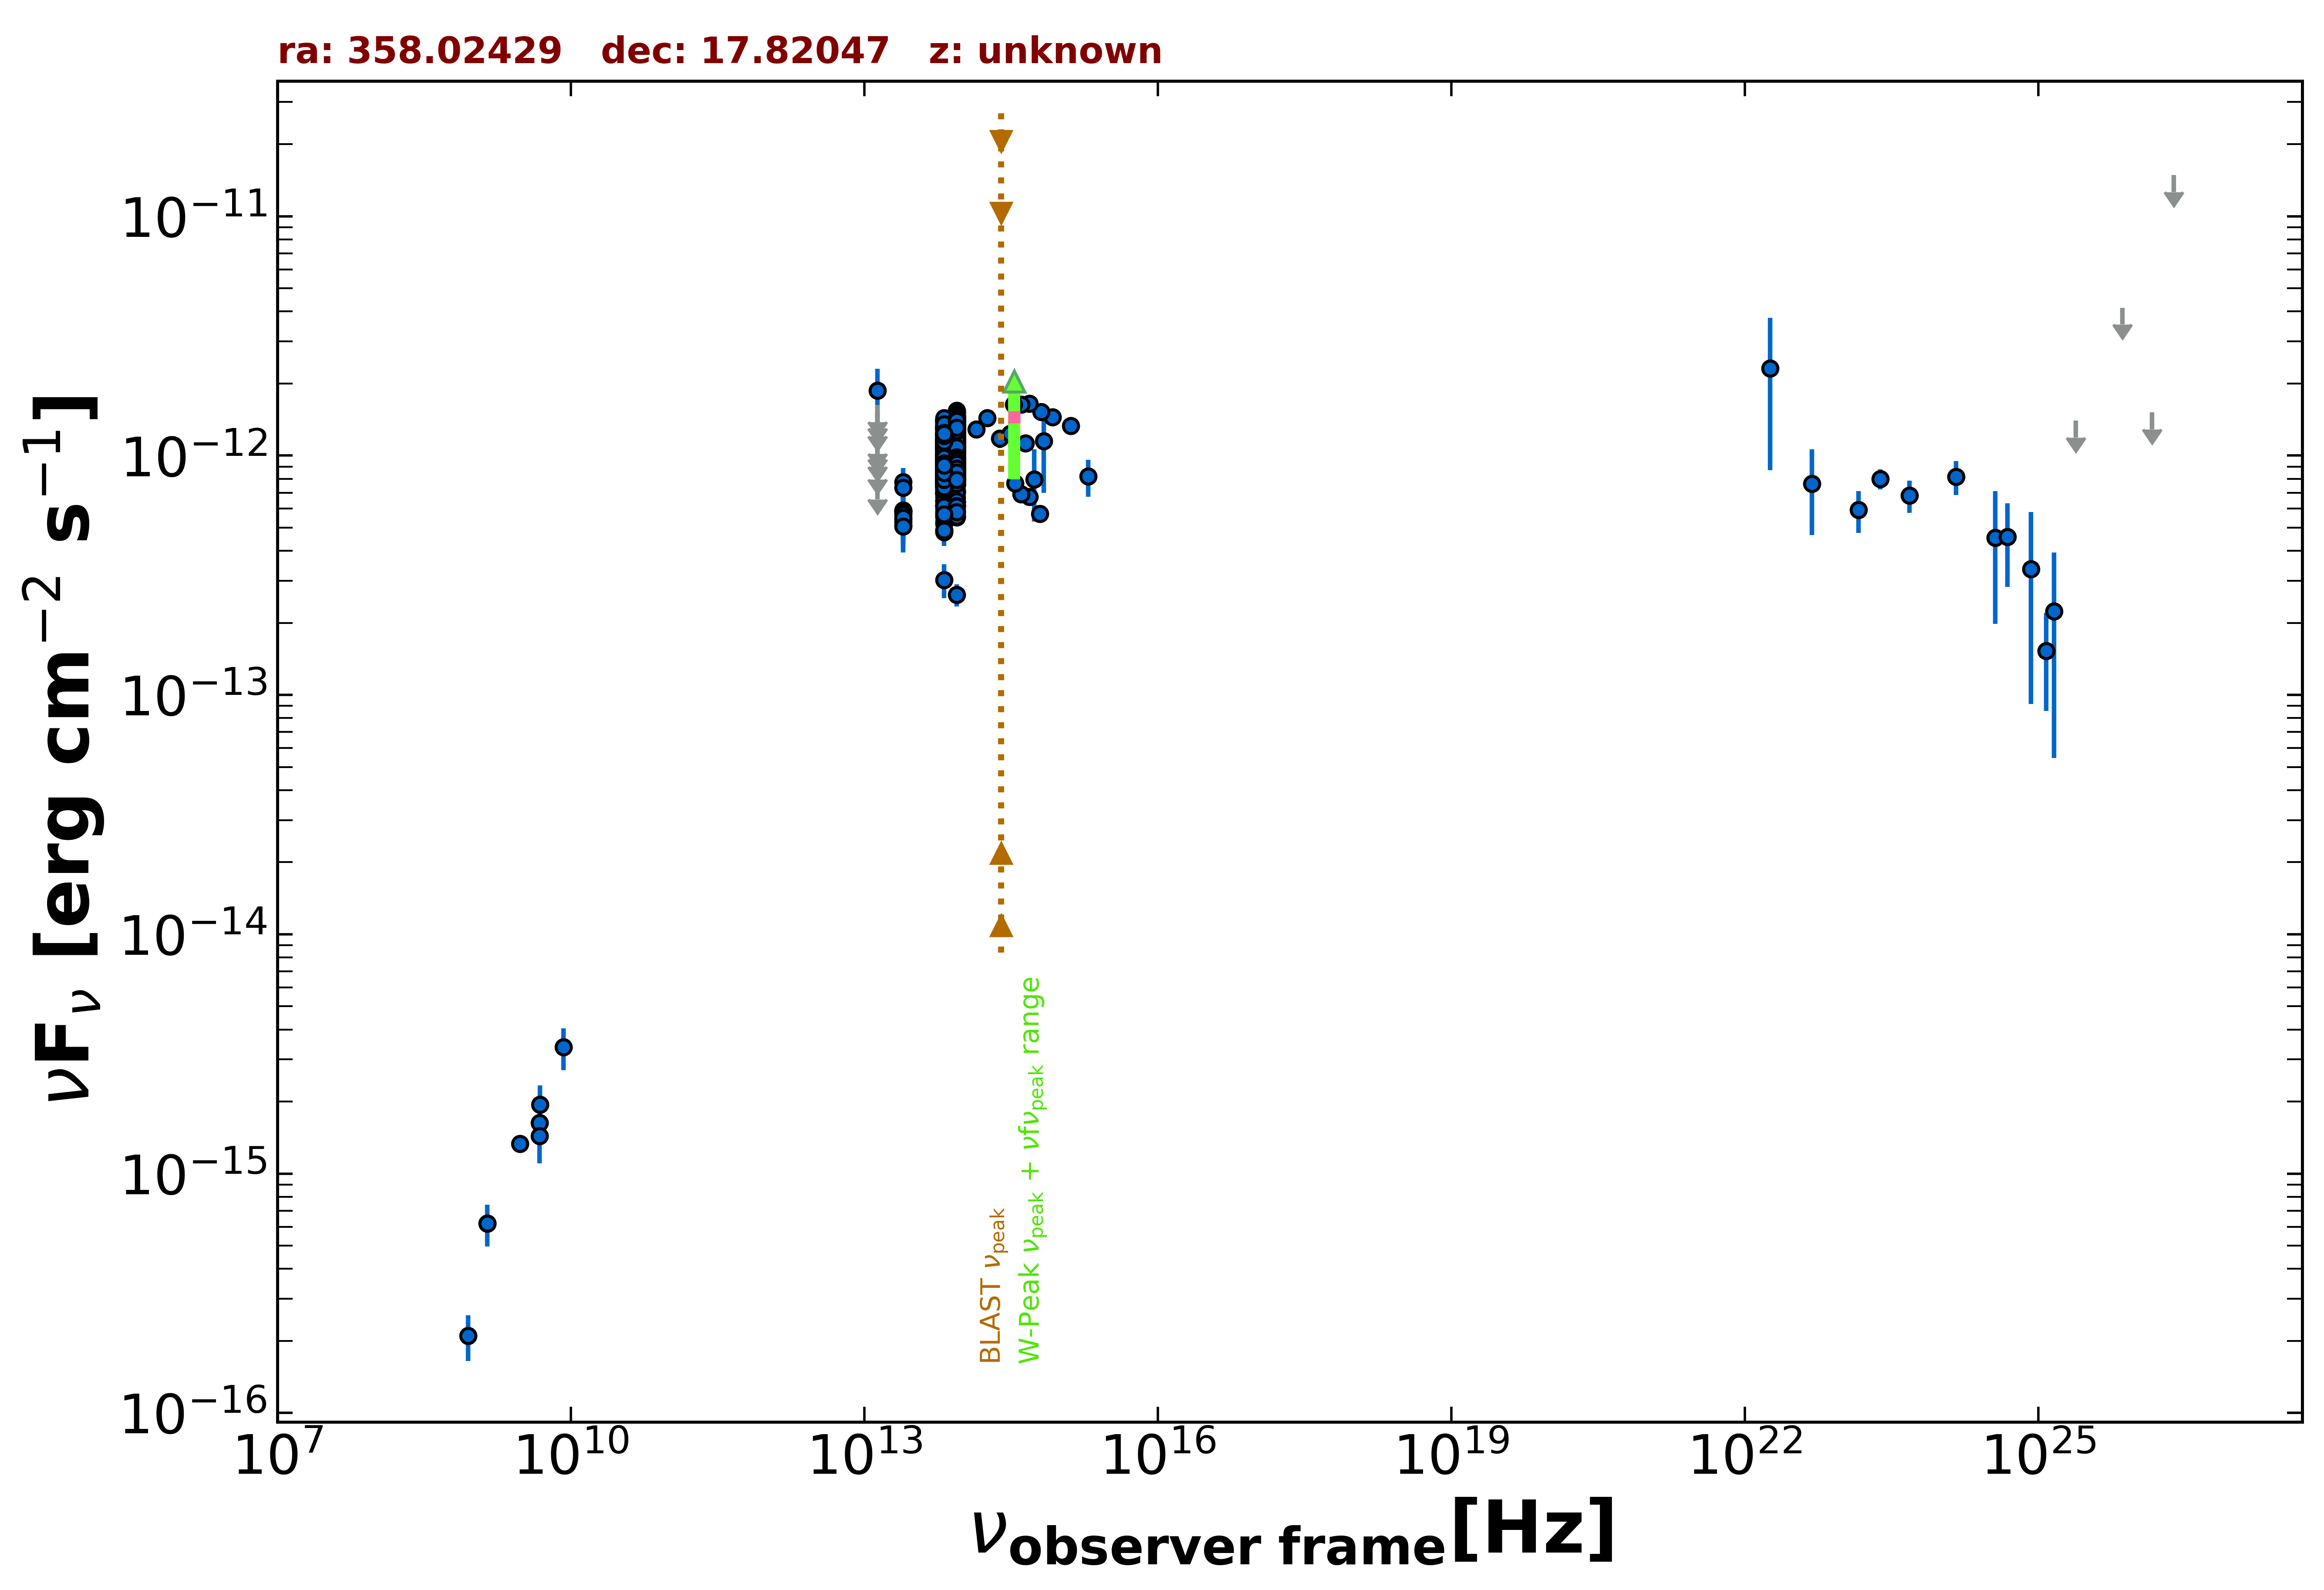 ra: 358.02429 dec: 17.82047 z: unknown
νFν [erg cm−2 s−1]
10−11
10−12
10−13
10−14
10−15
10−16
BLAST νpeak
W-Peak νpeak + νfνpeak range
107 1010 1013 1016 1019 1022 1025
νobserver frame[Hz]